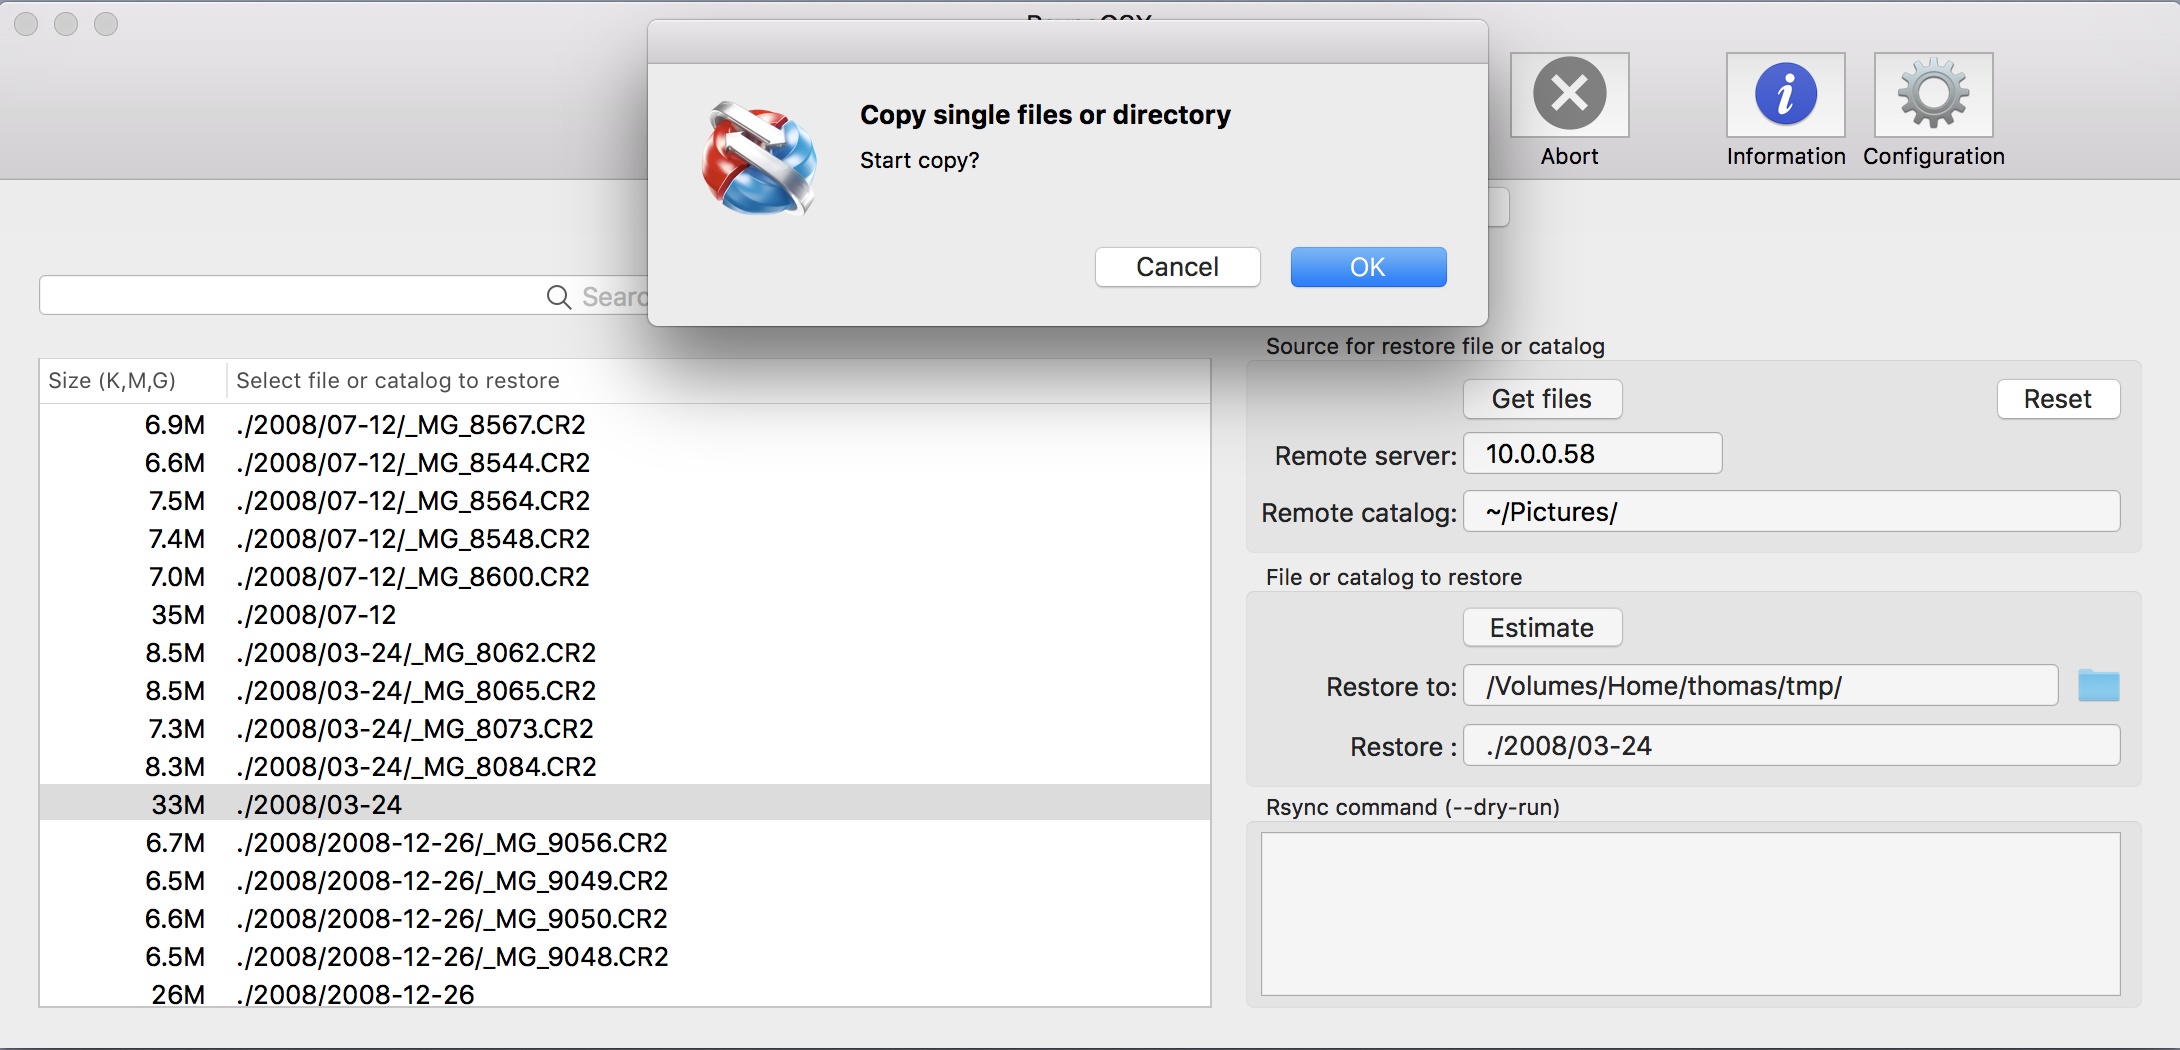 Copy single files or directory
Start copy?
Cancel
OK
Abort
Information
Configuration
Size (K,M,G)
Select file or catalog to restore
6.9M ./2008/07-12/_MG_8567.CR2
6.6M ./2008/07-12/_MG_8544.CR2
7.5M ./2008/07-12/_MG_8564.CR2
7.4M ./2008/07-12/_MG_8548.CR2
7.0M ./2008/07-12/_MG_8600.CR2
35M ./2008/07-12
8.5M ./2008/03-24/_MG_8062.CR2
8.5M ./2008/03-24/_MG_8065.CR2
7.3M ./2008/03-24/_MG_8073.CR2
8.3M ./2008/03-24/_MG_8084.CR2
33M ./2008/03-24
6.7M ./2008/2008-12-26/_MG_9056.CR2
6.5M ./2008/2008-12-26/_MG_9049.CR2
6.6M ./2008/2008-12-26/_MG_9050.CR2
6.5M ./2008/2008-12-26/_MG_9048.CR2
26M ./2008/2008-12-26
Source for restore file or catalog
Get files
Reset
Remote server: 10.0.0.58
Remote catalog: ~/Pictures/
File or catalog to restore
Estimate
Restore to: /Volumes/Home/thomas/tmp/
Restore : ./2008/03-24
Rsync command (--dry-run)